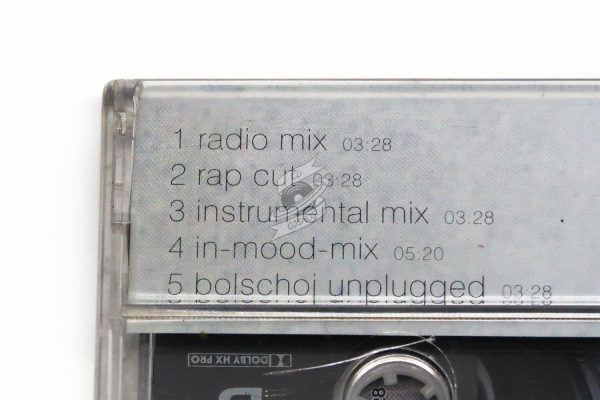 1 radio mix 03:28
2 rap cut 03:28
3 instrumental mix 03:28
4 in-mood-mix 05:20
5 bolschoj unplugged 03:28
DOLBY HX PRO